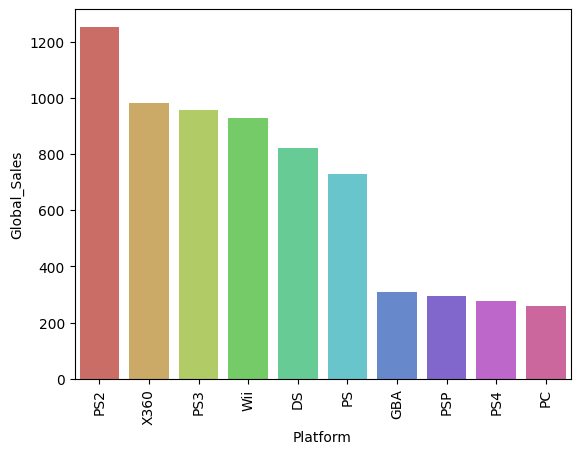 1200
1000
800
600
400
200
0
Global_Sales
PS2
X360
PS3
Wii
DS
PS
GBA
PSP
PS4
PC
Platform